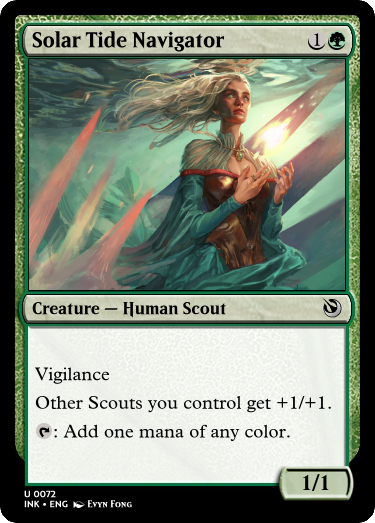 Solar Tide Navigator 1
Creature — Human Scout
Vigilance
Other Scouts you control get +1/+1.
: Add one mana of any color.
1/1
U 0072
INK • ENG Evyn Fong